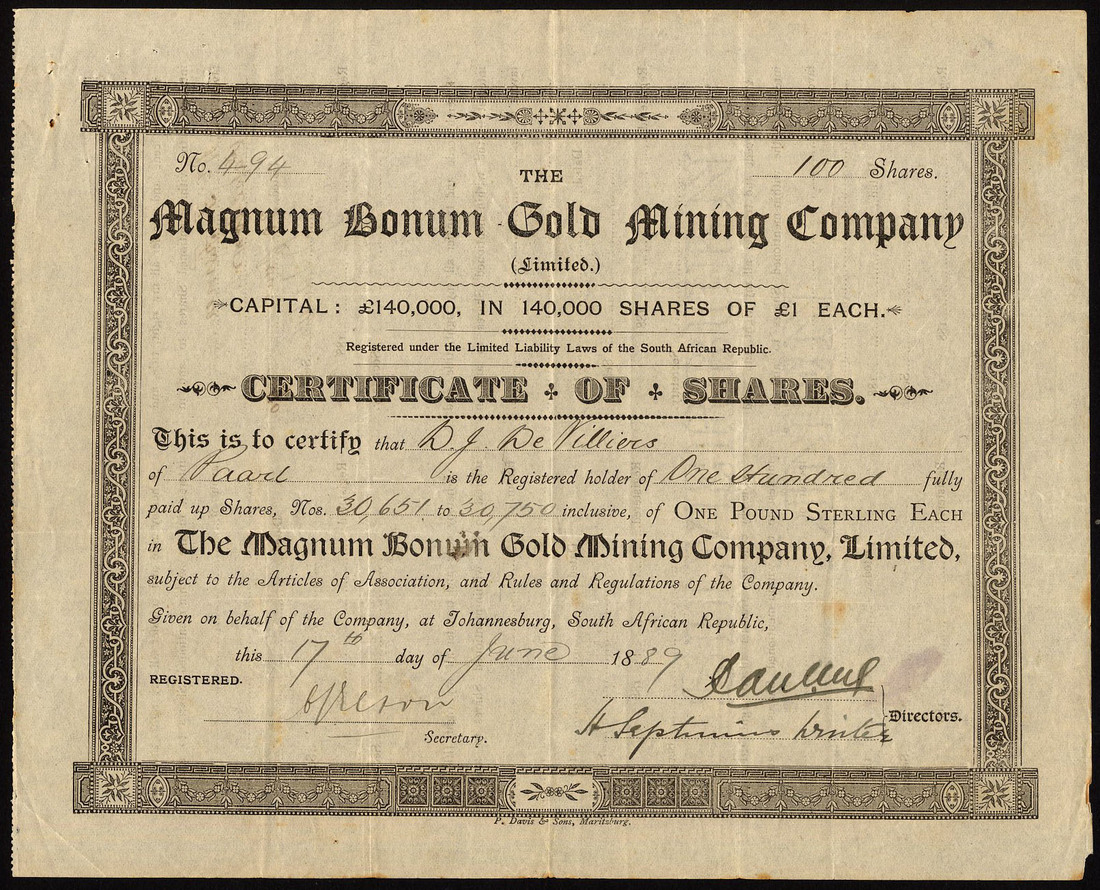 No. 494
100 Shares.
THE
Magnum Bonum Gold Mining Company
(Limited.)
CAPITAL: £140,000, IN 140,000 SHARES OF £1 EACH.
Registered under the Limited Liability Laws of the South African Republic.
CERTIFICATE OF SHARES.
This is to certify that D. J. De Villiers
of Paarl is the Registered holder of One Hundred fully
paid up Shares, Nos. 30,651 to 30,750 inclusive, of ONE POUND STERLING EACH
in The Magnum Bonum Gold Mining Company, Limited,
subject to the Articles of Association, and Rules and Regulations of the Company.
Given on behalf of the Company, at Johannesburg, South African Republic,
this 17th day of June 1889
REGISTERED.
H Septimus Winter
Directors.
Secretary.
P. Davis & Sons, Maritzburg.